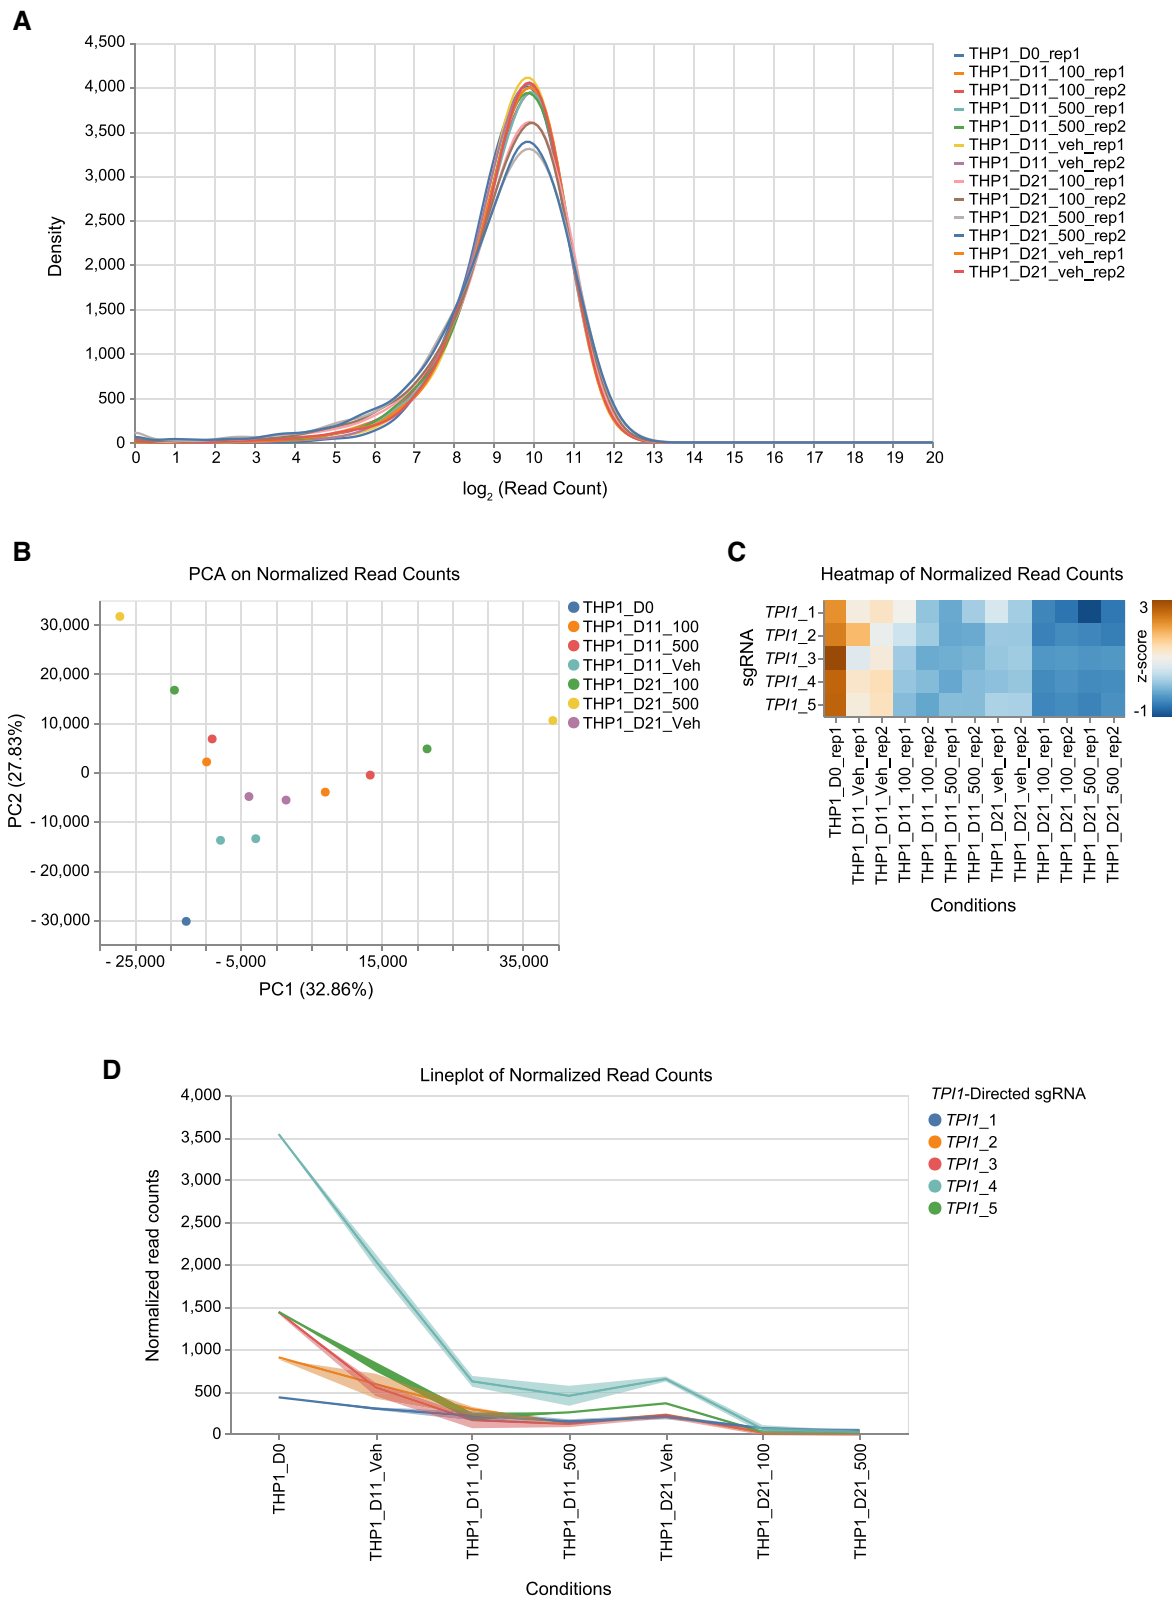 A
4,500
4,000
3,500
3,000
2,500
2,000
1,500
1,000
500
0
Density
0 1 2 3 4 5 6 7 8 9 10 11 12 13 14 15 16 17 18 19 20
log2 (Read Count)
THP1_D0_rep1
THP1_D11_100_rep1
THP1_D11_100_rep2
THP1_D11_500_rep1
THP1_D11_500_rep2
THP1_D11_veh_rep1
THP1_D11_veh_rep2
THP1_D21_100_rep1
THP1_D21_100_rep2
THP1_D21_500_rep1
THP1_D21_500_rep2
THP1_D21_veh_rep1
THP1_D21_veh_rep2
B
PCA on Normalized Read Counts
30,000
20,000
10,000
0
- 10,000
- 20,000
- 30,000
PC2 (27.83%)
- 25,000 - 5,000 15,000 35,000
PC1 (32.86%)
THP1_D0
THP1_D11_100
THP1_D11_500
THP1_D11_Veh
THP1_D21_100
THP1_D21_500
THP1_D21_Veh
C
Heatmap of Normalized Read Counts
sgRNA
TPI1_1
TPI1_2
TPI1_3
TPI1_4
TPI1_5
3
z-score
-1
THP1_D0_rep1
THP1_D11_Veh_rep1
THP1_D11_Veh_rep2
THP1_D11_100_rep1
THP1_D11_100_rep2
THP1_D11_500_rep1
THP1_D11_500_rep2
THP1_D21_veh_rep1
THP1_D21_veh_rep2
THP1_D21_100_rep1
THP1_D21_100_rep2
THP1_D21_500_rep1
THP1_D21_500_rep2
Conditions
D
Lineplot of Normalized Read Counts
4,000
3,500
3,000
2,500
2,000
1,500
1,000
500
0
Normalized read counts
THP1_D0
THP1_D11_Veh
THP1_D11_100
THP1_D11_500
THP1_D21_Veh
THP1_D21_100
THP1_D21_500
Conditions
TPI1-Directed sgRNA
TPI1_1
TPI1_2
TPI1_3
TPI1_4
TPI1_5